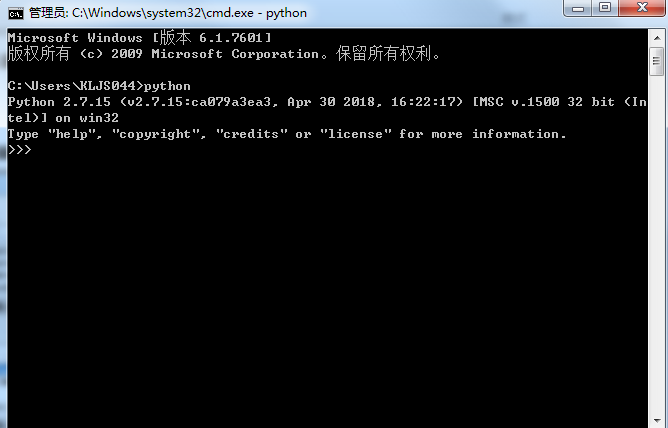 管理员: C:\Windows\system32\cmd.exe - python
Microsoft Windows [版本 6.1.7601]
版权所有 (c) 2009 Microsoft Corporation。保留所有权利。
C:\Users\KLJS044>python
Python 2.7.15 (v2.7.15:ca079a3ea3, Apr 30 2018, 16:22:17) [MSC v.1500 32 bit (In
tel)] on win32
Type "help", "copyright", "credits" or "license" for more information.
>>>